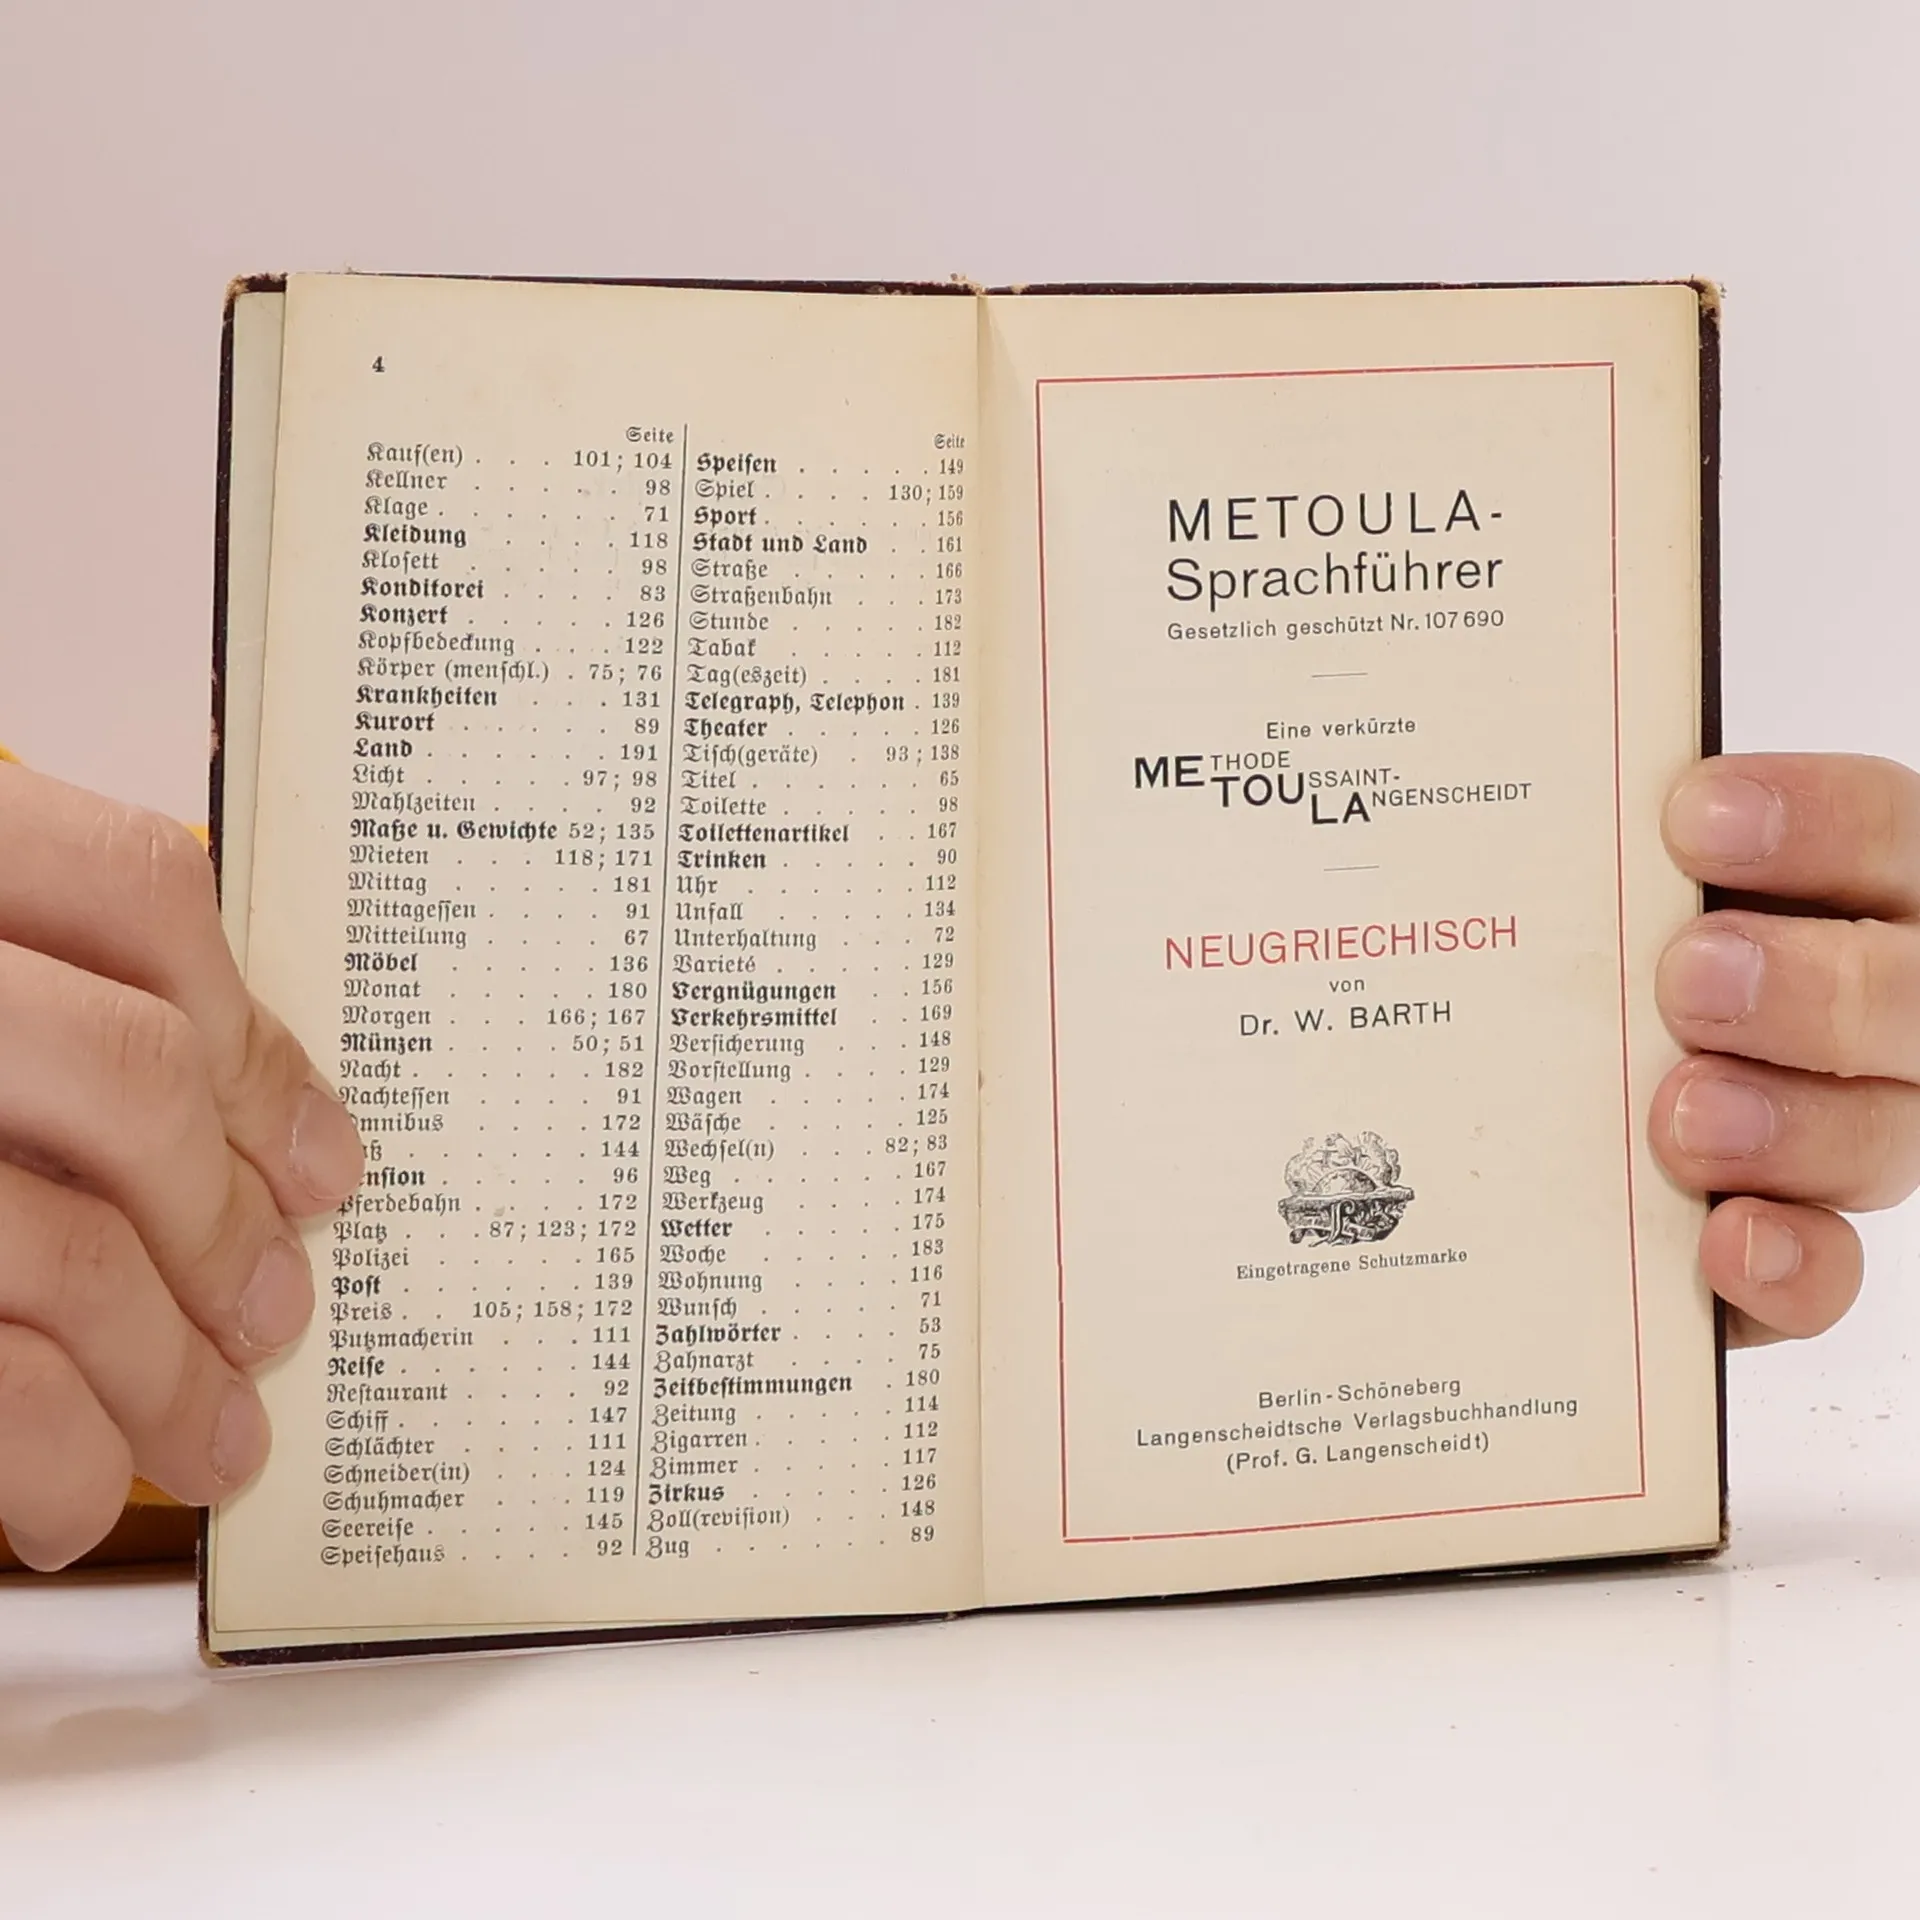 4
Seite
Kauf(en) . . . 101; 104
Kellner . . . . . 98
Klage . . . . . . 71
Kleidung . . . . 118
Klosett . . . . . 98
Konditorei . . . . 83
Konzert . . . . . 126
Kopfbedeckung . . . 122
Körper (menschl.) . 75; 76
Krankheiten . . . 131
Kurort . . . . . 89
Land . . . . . . 191
Licht . . . . . 97; 98
Mahlzeiten . . . . 92
Maße u. Gewichte 52; 135
Mieten . . . 118; 171
Mittag . . . . . 181
Mittagessen . . . . 91
Mitteilung . . . . 67
Möbel . . . . . 136
Monat . . . . . 180
Morgen . . . 166; 167
Münzen . . . . 50; 51
Nacht . . . . . . 182
Nachtessen . . . . 91
mnibus . . . . 172
aß . . . . . . 144
ension . . . . . 96
Pferdebahn . . . . 172
Platz . . . 87; 123; 172
Polizei . . . . . 165
Post . . . . . . 139
Preis . . 105; 158; 172
Putzmacherin . . . 111
Reise . . . . . . 144
Restaurant . . . . 92
Schiff . . . . . . 147
Schlächter . . . . 111
Schneider(in) . . . 124
Schuhmacher . . . 119
Seereise . . . . . 145
Speisehaus . . . . 92
Seite
Speisen . . . . . 149
Spiel . . . . 130; 159
Sport . . . . . . 156
Stadt und Land . . 161
Straße . . . . . 166
Straßenbahn . . . 173
Stunde . . . . . 182
Tabak . . . . . 112
Tag(eszeit) . . . . 181
Telegraph, Telephon . 139
Theater . . . . . 126
Tisch(geräte) . 93; 138
Titel . . . . . . 65
Toilette . . . . . 98
Toilettenartikel . . 167
Trinken . . . . . 90
Uhr . . . . . . 112
Unfall . . . . . 134
Unterhaltung . . . 72
Varieté . . . . . 129
Vergnügungen . . 156
Verkehrsmittel . . 169
Versicherung . . . 148
Vorstellung . . . . 129
Wagen . . . . . 174
Wäsche . . . . . 125
Wechsel(n) . . . 82; 83
Weg . . . . . . 167
Werkzeug . . . . 174
Wetter . . . . . 175
Woche . . . . . 183
Wohnung . . . . 116
Wunsch . . . . . 71
Zahlwörter . . . . 53
Zahnarzt . . . . 75
Zeitbestimmungen . 180
Zeitung . . . . . 114
Zigarren . . . . . 112
Zimmer . . . . . 117
Zirkus . . . . . 126
Zoll(revision) . . . 148
Zug . . . . . . 89
METOULA-
Sprachführer
Gesetzlich geschützt Nr. 107 690
Eine verkürzte
METHODE
TOUSSAINT-
LANGENSCHEIDT
NEUGRIECHISCH
von
Dr. W. BARTH
Eingetragene Schutzmarke
Berlin-Schöneberg
Langenscheidtsche Verlagsbuchhandlung
(Prof. G. Langenscheidt)